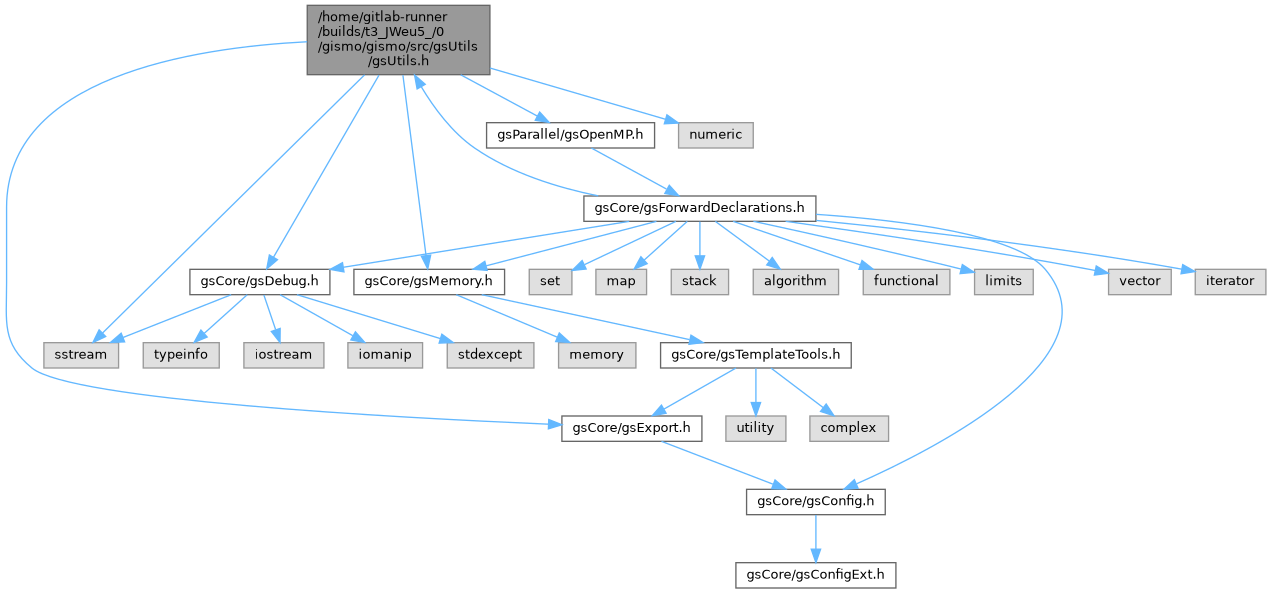 /home/gitlab-runner
/builds/t3_JWeu5_/0
/gismo/gismo/src/gsUtils
/gsUtils.h
gsParallel/gsOpenMP.h
numeric
gsCore/gsForwardDeclarations.h
gsCore/gsDebug.h
gsCore/gsMemory.h
set
map
stack
algorithm
functional
limits
vector
iterator
sstream
typeinfo
iostream
iomanip
stdexcept
memory
gsCore/gsTemplateTools.h
gsCore/gsExport.h
utility
complex
gsCore/gsConfig.h
gsCore/gsConfigExt.h